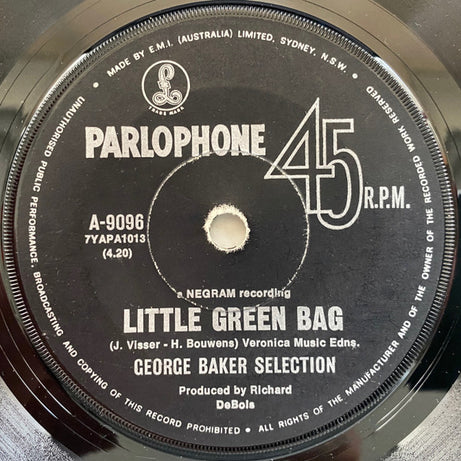 • MADE BY E.M.I. (AUSTRALIA) LIMITED, SYDNEY, N.S.W. •
ALL RIGHTS OF THE MANUFACTURER AND OF THE OWNER OF THE RECORDED WORK RESERVED
• UNAUTHORISED PUBLIC PERFORMANCE, BROADCASTING AND COPYING OF THIS RECORD PROHIBITED •
£
TRADE MARK
PARLOPHONE
45
R.P.M.
A-9096
7YAPA1013
(4.20)
a NEGRAM recording
LITTLE GREEN BAG
(J. Visser - H. Bouwens) Veronica Music Edns.
GEORGE BAKER SELECTION
Produced by Richard
DeBois